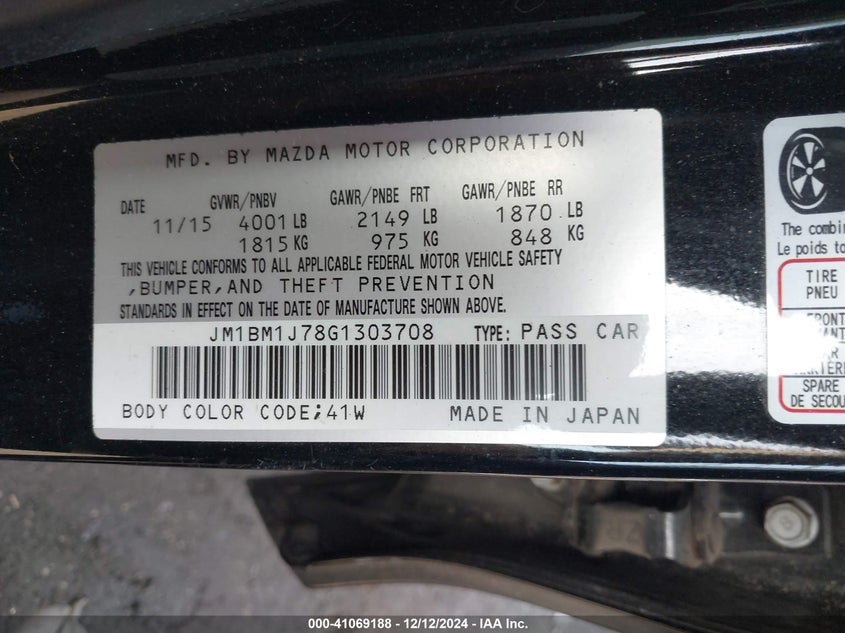 MFD. BY MAZDA MOTOR CORPORATION
DATE GVWR/PNBV GAWR/PNBE FRT GAWR/PNBE RR
11/15 4001 LB 2149 LB 1870 LB
1815 KG 975 KG 848 KG
THIS VEHICLE CONFORMS TO ALL APPLICABLE FEDERAL MOTOR VEHICLE SAFETY
,BUMPER,AND THEFT PREVENTION
STANDARDS IN EFFECT ON THE DATE OF MANUFACTURE SHOWN ABOVE.
JM1BM1J78G1303708 TYPE: PASS CAR
BODY COLOR CODE;41W MADE IN JAPAN
The combin
Le poids to
TIRE
PNEU
FRONT
SPARE
DE SECOU
000-41069188 - 12/12/2024 - IAA Inc.